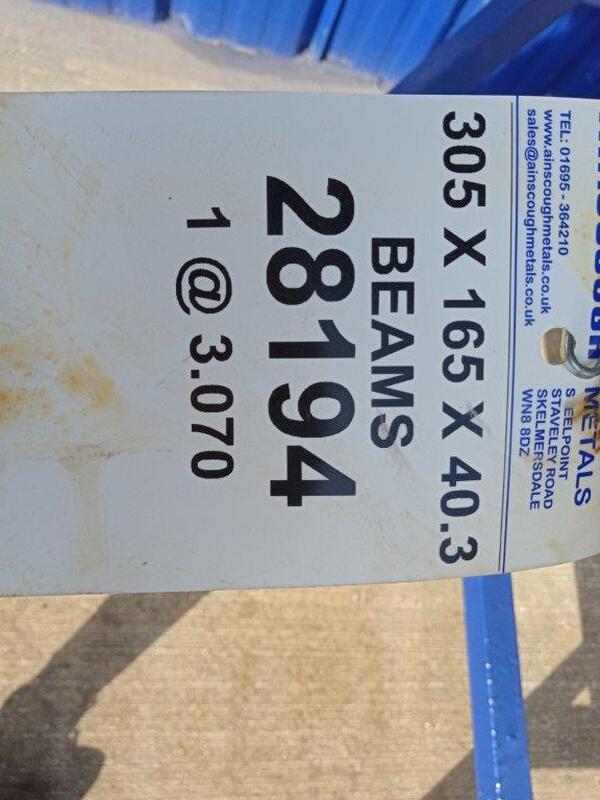 METALS
TEL: 01695 - 364210
www.ainscoughmetals.co.uk
sales@ainscoughmetals.co.uk
STAVELEY ROAD
SKELMERSDALE
WN8 8DZ
305 X 165 X 40.3
BEAMS
28194
1 @ 3.070